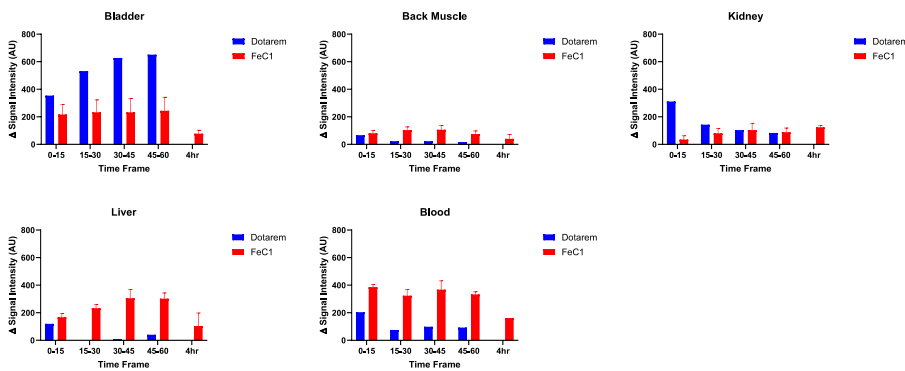 Bladder
Δ Signal Intensity (AU)
800
600
400
200
0
0-15 15-30 30-45 45-60 4hr
Time Frame
Dotarem
FeC1
Back Muscle
Δ Signal Intensity (AU)
800
600
400
200
0
0-15 15-30 30-45 45-60 4hr
Time Frame
Dotarem
FeC1
Kidney
Δ Signal Intensity (AU)
800
600
400
200
0
0-15 15-30 30-45 45-60 4hr
Time Frame
Dotarem
FeC1
Liver
Δ Signal Intensity (AU)
800
600
400
200
0
0-15 15-30 30-45 45-60 4hr
Time Frame
Dotarem
FeC1
Blood
Δ Signal Intensity (AU)
800
600
400
200
0
0-15 15-30 30-45 45-60 4hr
Time Frame
Dotarem
FeC1